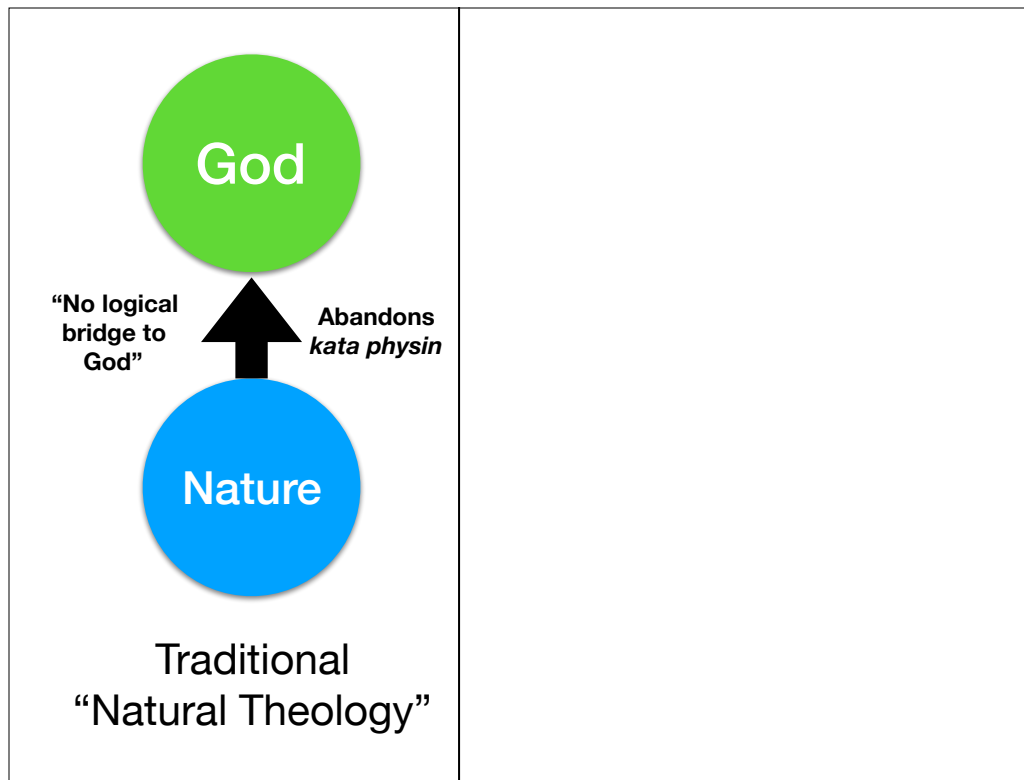 God
“No logical
bridge to
God”
Abandons
kata physin
Nature
Traditional
“Natural Theology”